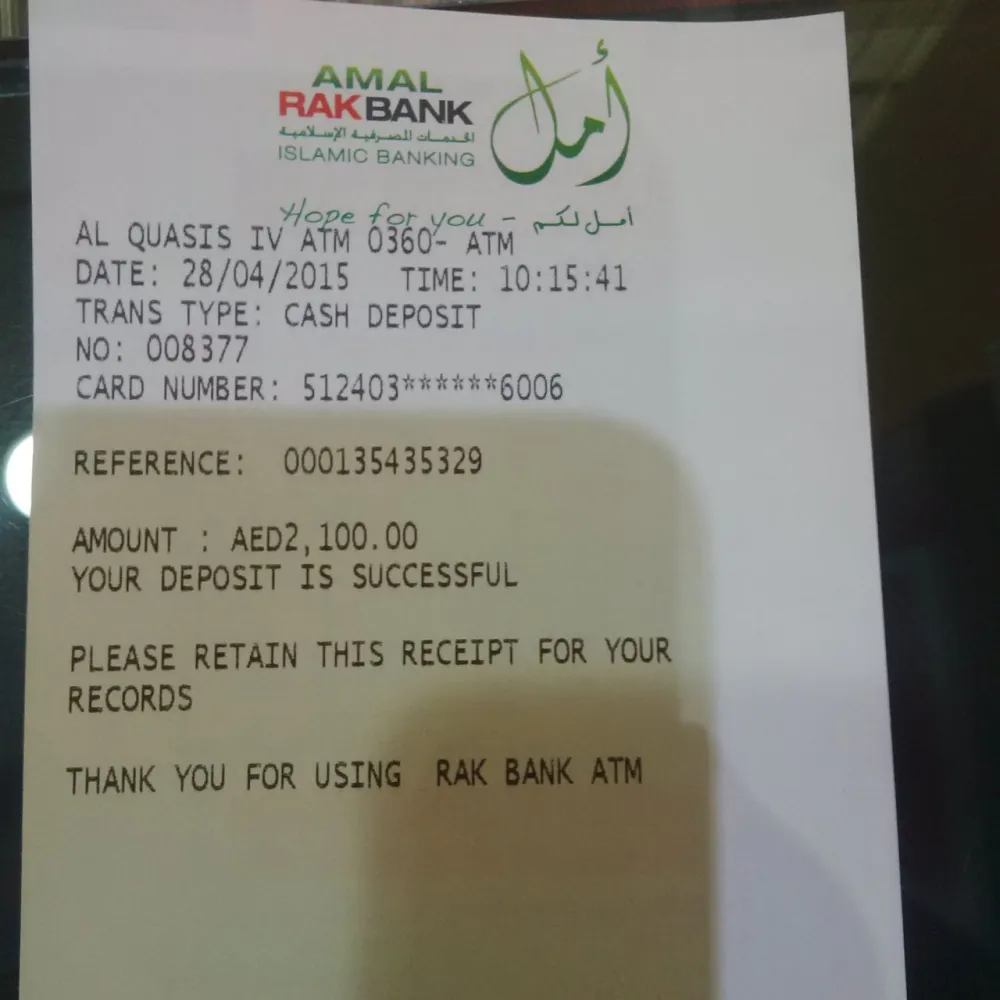 AMAL
RAKBANK
الخدمات المصرفية الإسلامية
ISLAMIC BANKING
أمل
Hope for you - أمل لكم
AL QUASIS IV ATM 0360- ATM
DATE: 28/04/2015 TIME: 10:15:41
TRANS TYPE: CASH DEPOSIT
NO: 008377
CARD NUMBER: 512403******6006
REFERENCE: 000135435329
AMOUNT : AED2,100.00
YOUR DEPOSIT IS SUCCESSFUL
PLEASE RETAIN THIS RECEIPT FOR YOUR
RECORDS
THANK YOU FOR USING RAK BANK ATM